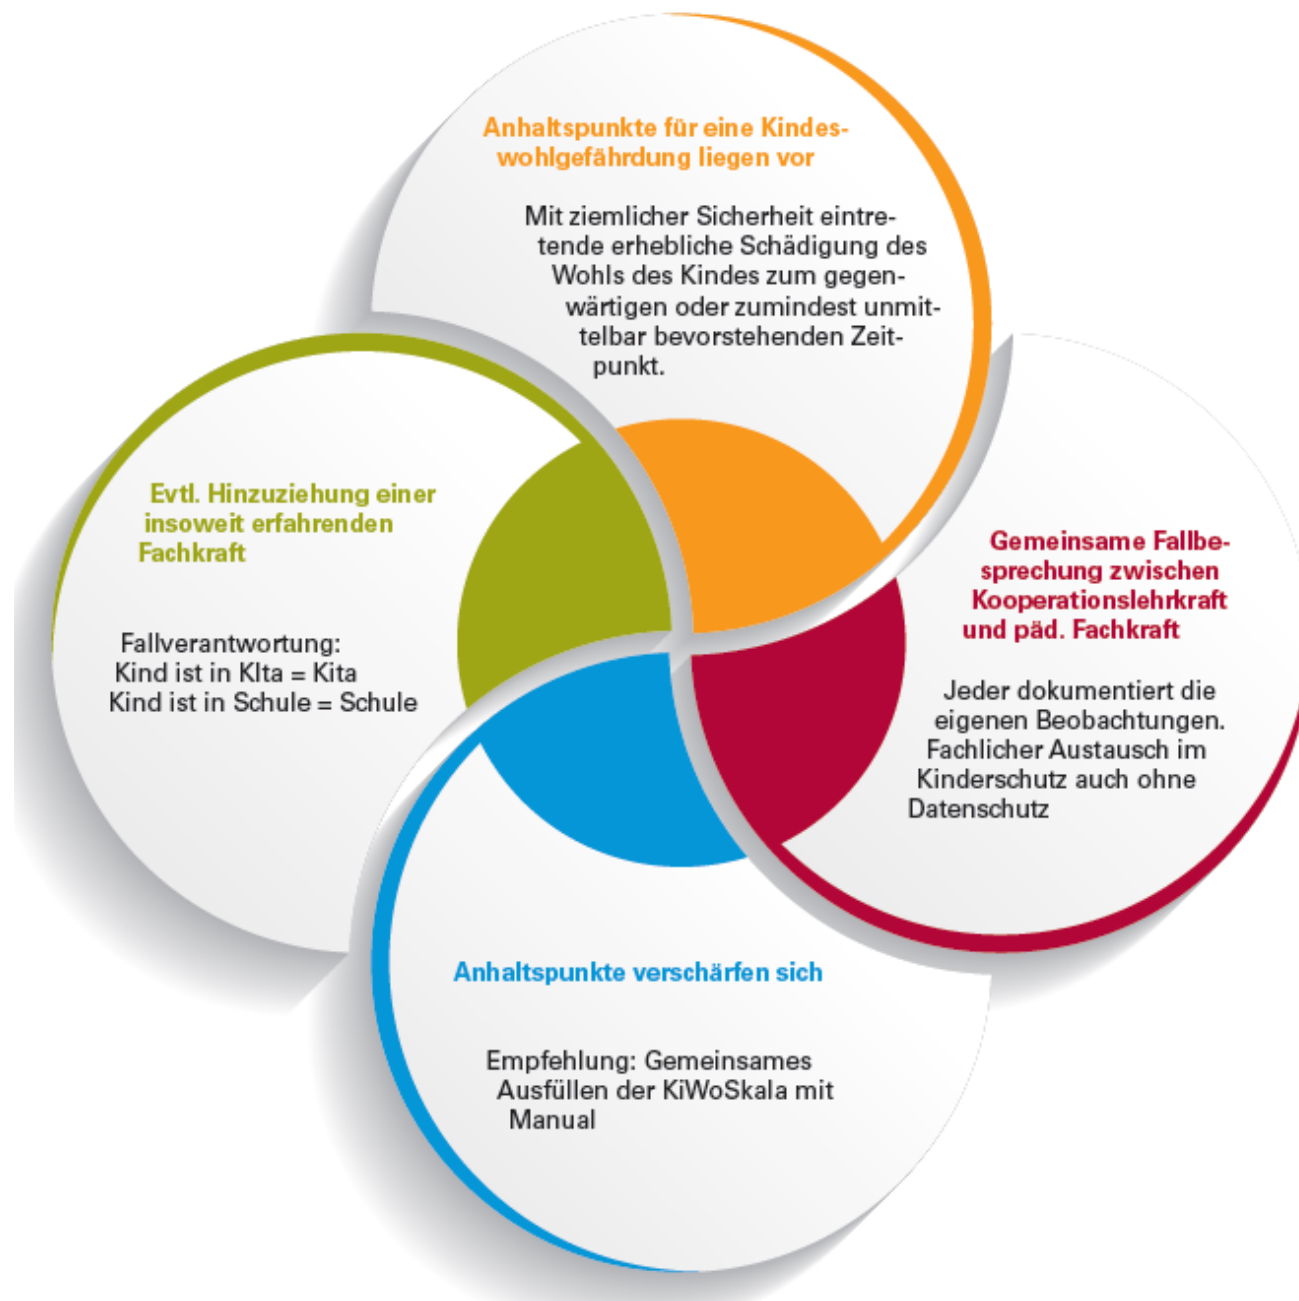 Anhaltspunkte für eine Kindes-
wohlgefährdung liegen vor
Mit ziemlicher Sicherheit eintre-
tende erhebliche Schädigung des
Wohls des Kindes zum gegen-
wärtigen oder zumindest unmit-
telbar bevorstehenden Zeit-
punkt.
Gemeinsame Fallbe-
sprechung zwischen
Kooperationslehrkraft
und päd. Fachkraft
Jeder dokumentiert die
eigenen Beobachtungen.
Fachlicher Austausch im
Kinderschutz auch ohne
Datenschutz
Anhaltspunkte verschärfen sich
Empfehlung: Gemeinsames
Ausfüllen der KiWoSkala mit
Manual
Evtl. Hinzuziehung einer
insoweit erfahrenden
Fachkraft
Fallverantwortung:
Kind ist in KIta = Kita
Kind ist in Schule = Schule